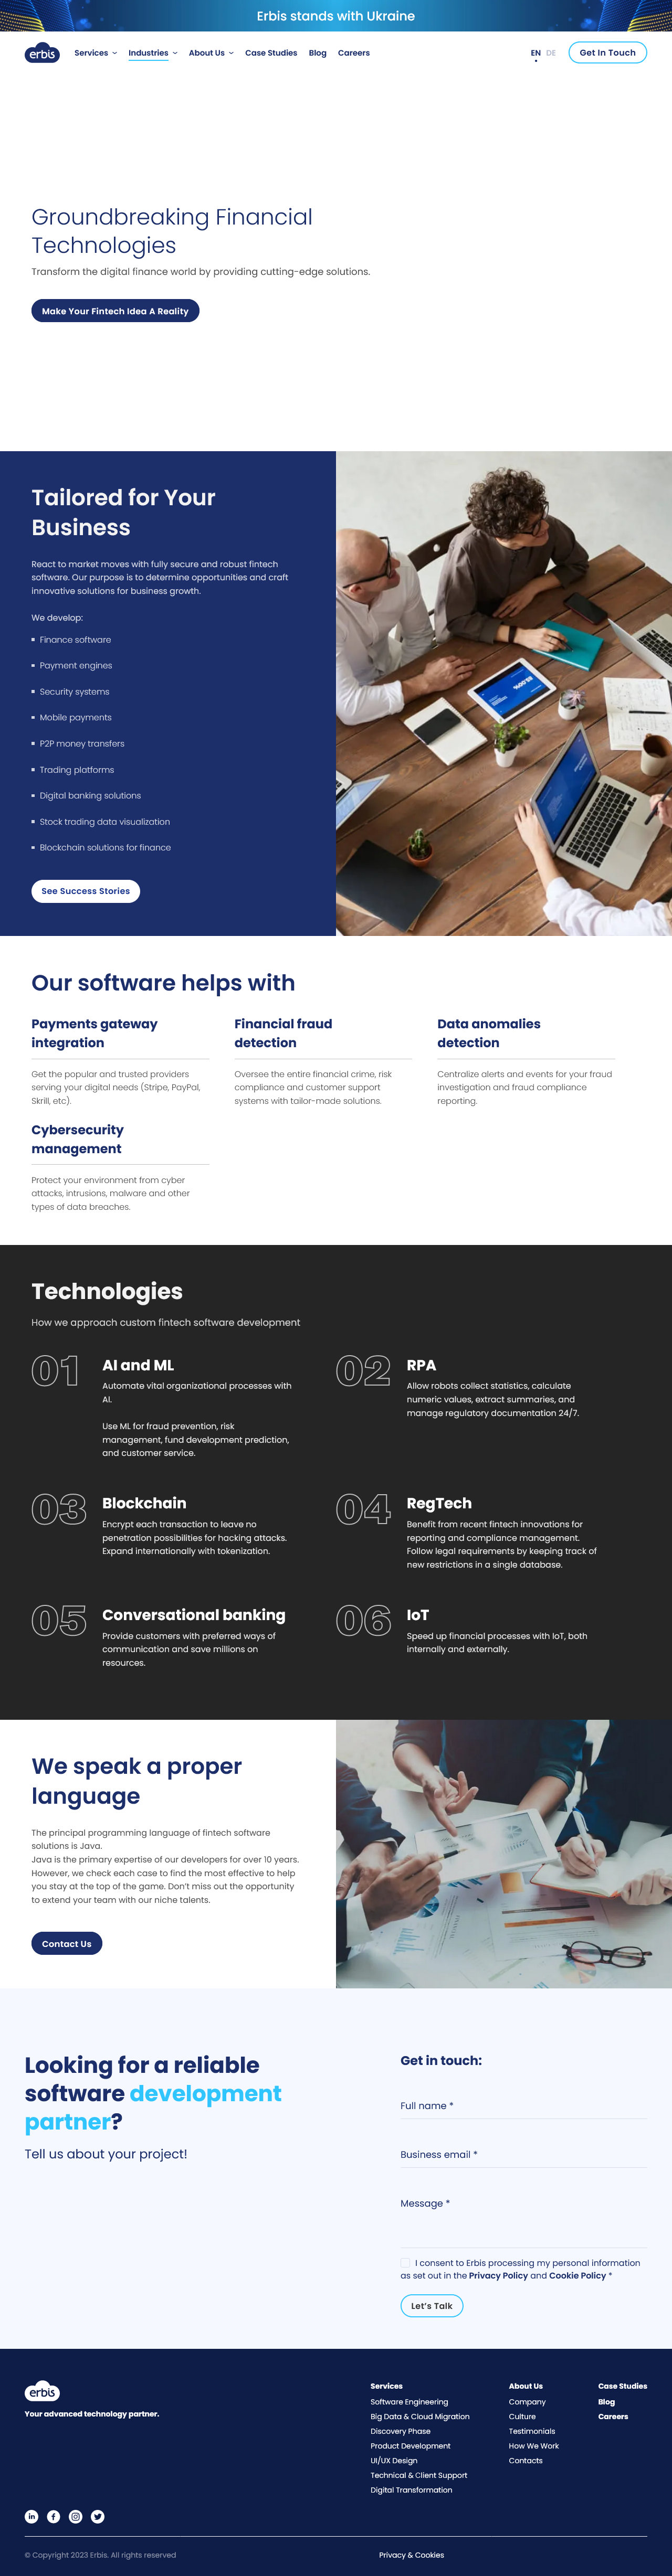 Erbis stands with Ukraine
erbis
Services
Industries
About Us
Case Studies
Blog
Careers
EN
DE
Get In Touch
Groundbreaking Financial
Technologies
Transform the digital finance world by providing cutting-edge solutions.
Make Your Fintech Idea A Reality
Tailored for Your
Business
React to market moves with fully secure and robust fintech
software. Our purpose is to determine opportunities and craft
innovative solutions for business growth.
We develop:
Finance software
Payment engines
Security systems
Mobile payments
P2P money transfers
Trading platforms
Digital banking solutions
Stock trading data visualization
Blockchain solutions for finance
See Success Stories
Our software helps with
Payments gateway
integration
Get the popular and trusted providers
serving your digital needs (Stripe, PayPal,
Skrill, etc).
Financial fraud
detection
Oversee the entire financial crime, risk
compliance and customer support
systems with tailor-made solutions.
Data anomalies
detection
Centralize alerts and events for your fraud
investigation and fraud compliance
reporting.
Cybersecurity
management
Protect your environment from cyber
attacks, intrusions, malware and other
types of data breaches.
Technologies
How we approach custom fintech software development
01
AI and ML
Automate vital organizational processes with
AI.
Use ML for fraud prevention, risk
management, fund development prediction,
and customer service.
02
RPA
Allow robots collect statistics, calculate
numeric values, extract summaries, and
manage regulatory documentation 24/7.
03
Blockchain
Encrypt each transaction to leave no
penetration possibilities for hacking attacks.
Expand internationally with tokenization.
04
RegTech
Benefit from recent fintech innovations for
reporting and compliance management.
Follow legal requirements by keeping track of
new restrictions in a single database.
05
Conversational banking
Provide customers with preferred ways of
communication and save millions on
resources.
06
IoT
Speed up financial processes with IoT, both
internally and externally.
We speak a proper
language
The principal programming language of fintech software
solutions is Java.
Java is the primary expertise of our developers for over 10 years.
However, we check each case to find the most effective to help
you stay at the top of the game. Don't miss out the opportunity
to extend your team with our niche talents.
Contact Us
Looking for a reliable
software development
partner?
Tell us about your project!
Get in touch:
Full name *
Business email *
Message *
I consent to Erbis processing my personal information
as set out in the Privacy Policy and Cookie Policy *
Let's Talk
erbis
Your advanced technology partner.
Services
Software Engineering
Big Data & Cloud Migration
Discovery Phase
Product Development
UI/UX Design
Technical & Client Support
Digital Transformation
About Us
Company
Culture
Testimonials
How We Work
Contacts
Case Studies
Blog
Careers
in
f
© Copyright 2023 Erbis. All rights reserved
Privacy & Cookies